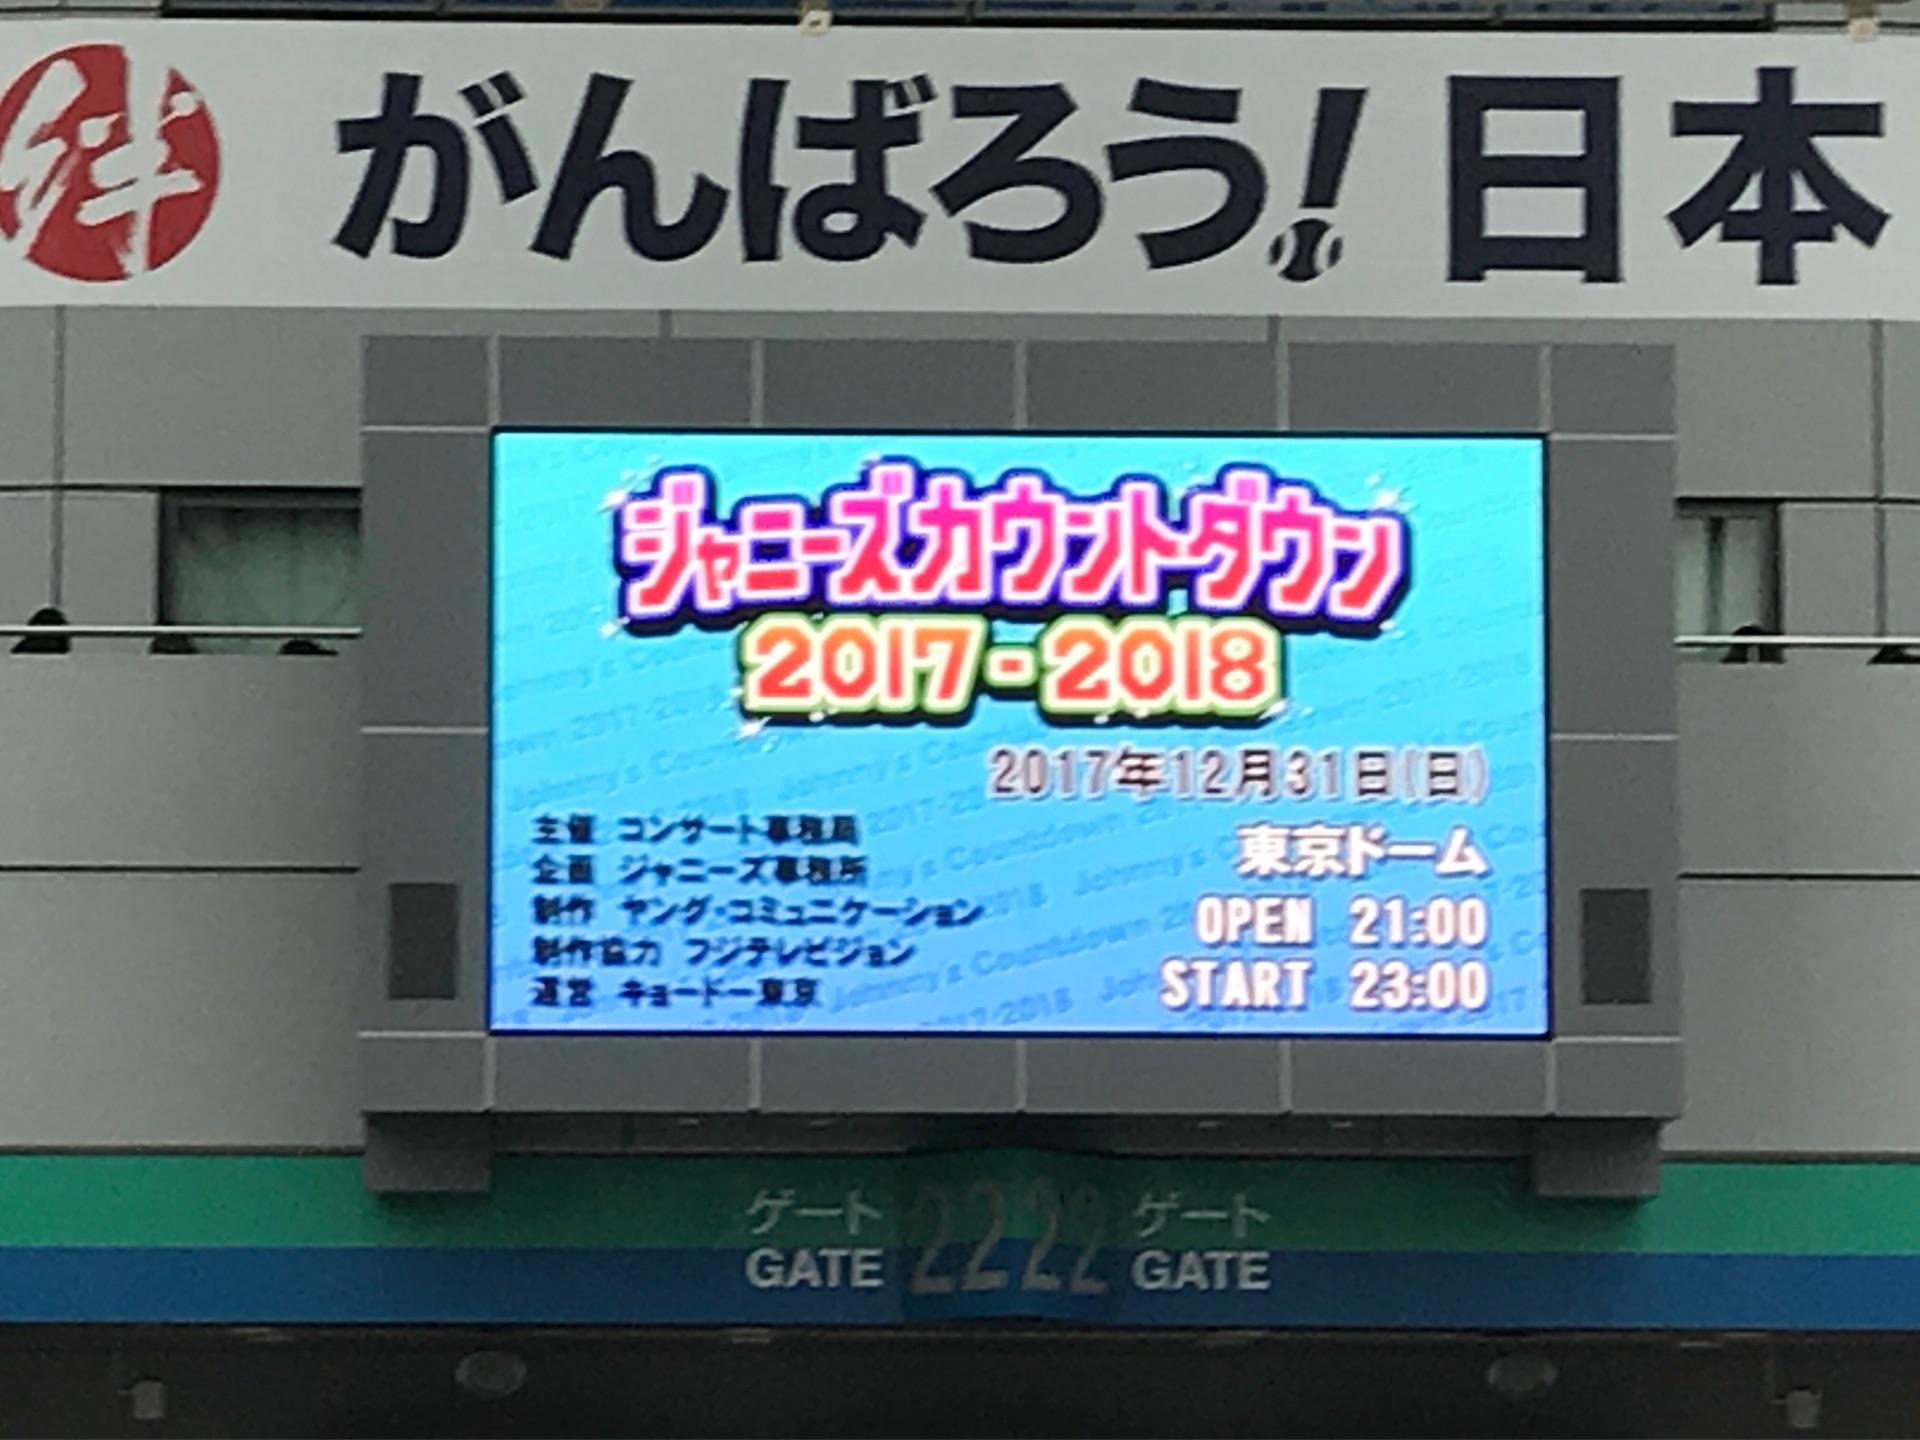 絆 がんばろう!日本
ジャニーズカウントダウン
2017-2018
2017年12月31日(日)
東京ドーム
OPEN 21:00
START 23:00
主催 コンサート事務局
企画 ジャニーズ事務所
制作 ヤング・コミュニケーション
制作協力 フジテレビジョン
運営 キョードー東京
ゲート 22 22 ゲート
GATE GATE